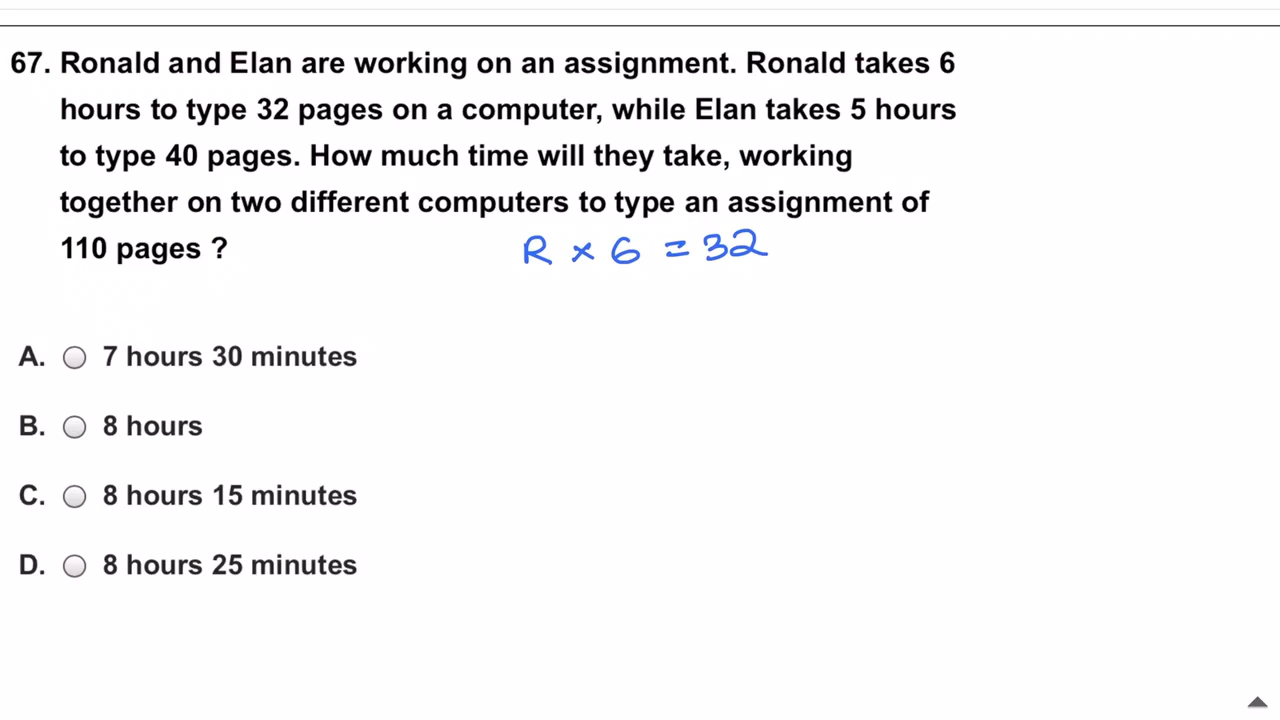 67. Ronald and Elan are working on an assignment. Ronald takes 6
hours to type 32 pages on a computer, while Elan takes 5 hours
to type 40 pages. How much time will they take, working
together on two different computers to type an assignment of
110 pages ?
R × 6 = 32
A. 7 hours 30 minutes
B. 8 hours
C. 8 hours 15 minutes
D. 8 hours 25 minutes